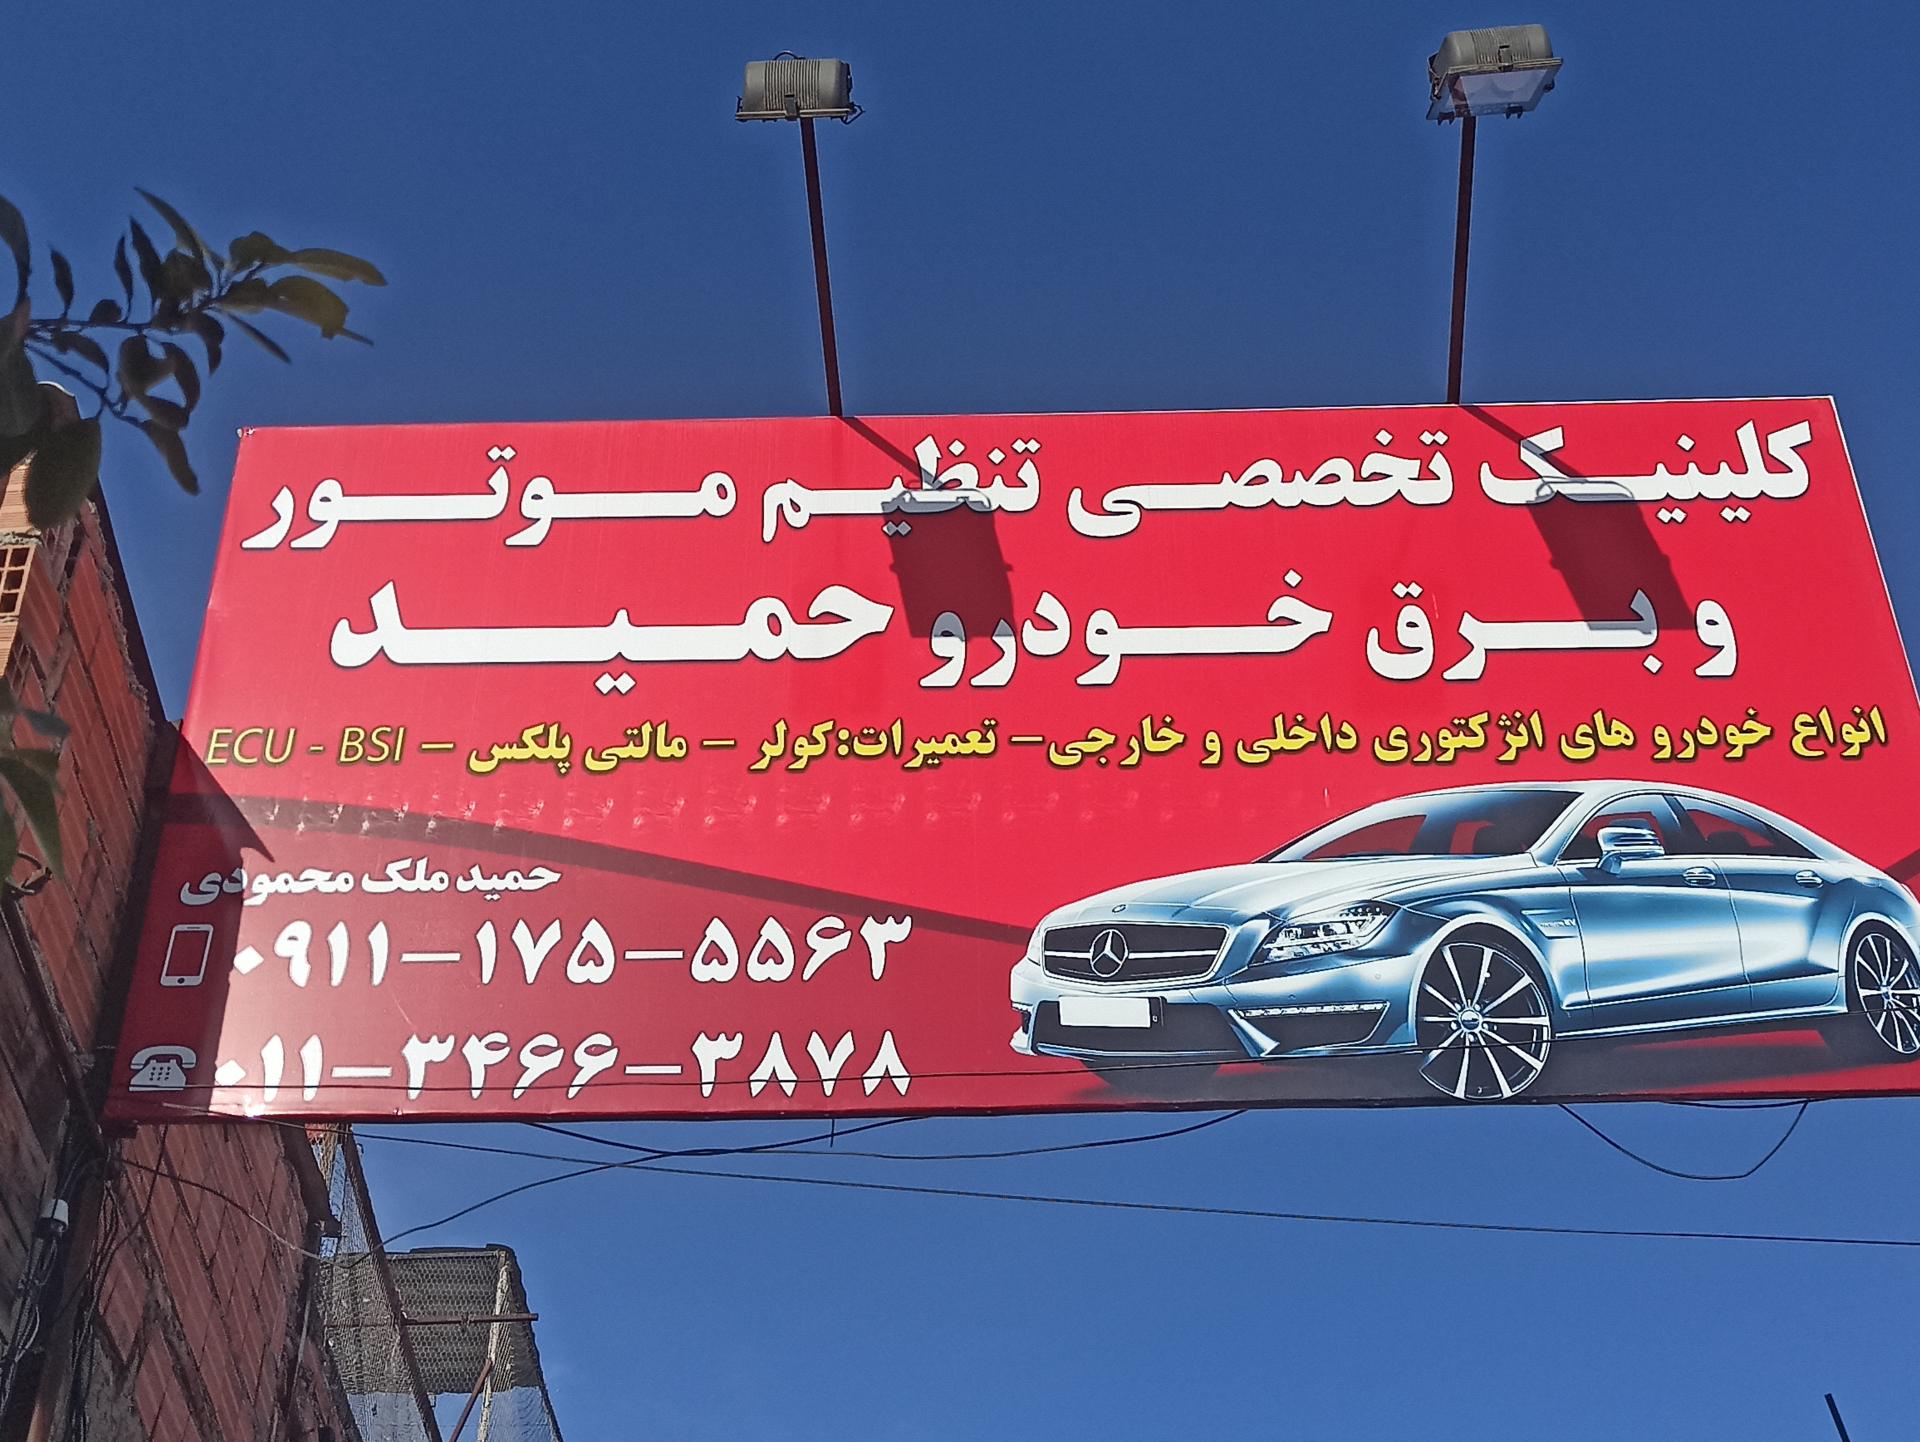 کلینیک تخصصی تنظیم موتور
و برق خودرو حمید
انواع خودرو های انژکتوری داخلی و خارجی– تعمیرات:کولر – مالتی پلکس – ECU - BSI
حمید ملک محمودی
۰۹۱۱–۱۷۵–۵۵۶۳
۰۱۱–۳۴۶۶–۳۸۷۸